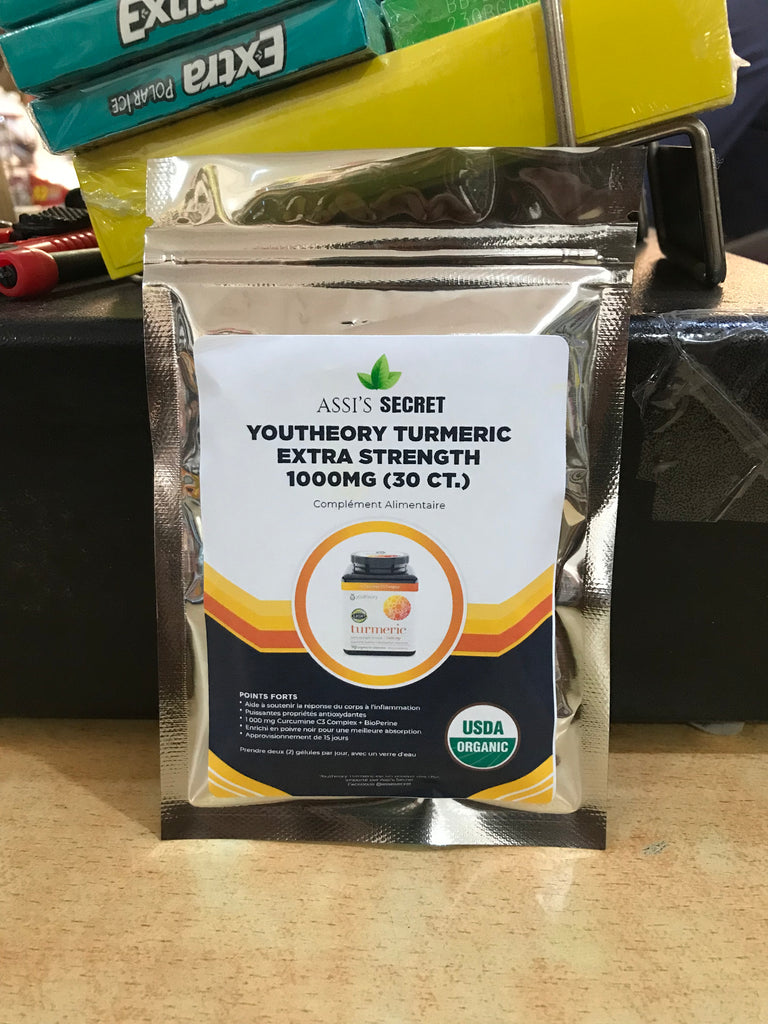 Extra
Extra
POLAR ICE
ASSI'S SECRET
YOUTHEORY TURMERIC
EXTRA STRENGTH
1000MG (30 CT.)
Complément Alimentaire
youtheory
turmeric
POINTS FORTS
• Aide à soutenir la réponse du corps à l'inflammation
• Puissantes propriétés antioxydantes
• 1 000 mg Curcumine C3 Complex + BioPerine
• Enrichi en poivre noir pour une meilleure absorption
• Approvisionnement de 15 jours
Prendre deux (2) gélules par jour, avec un verre d'eau
USDA
ORGANIC